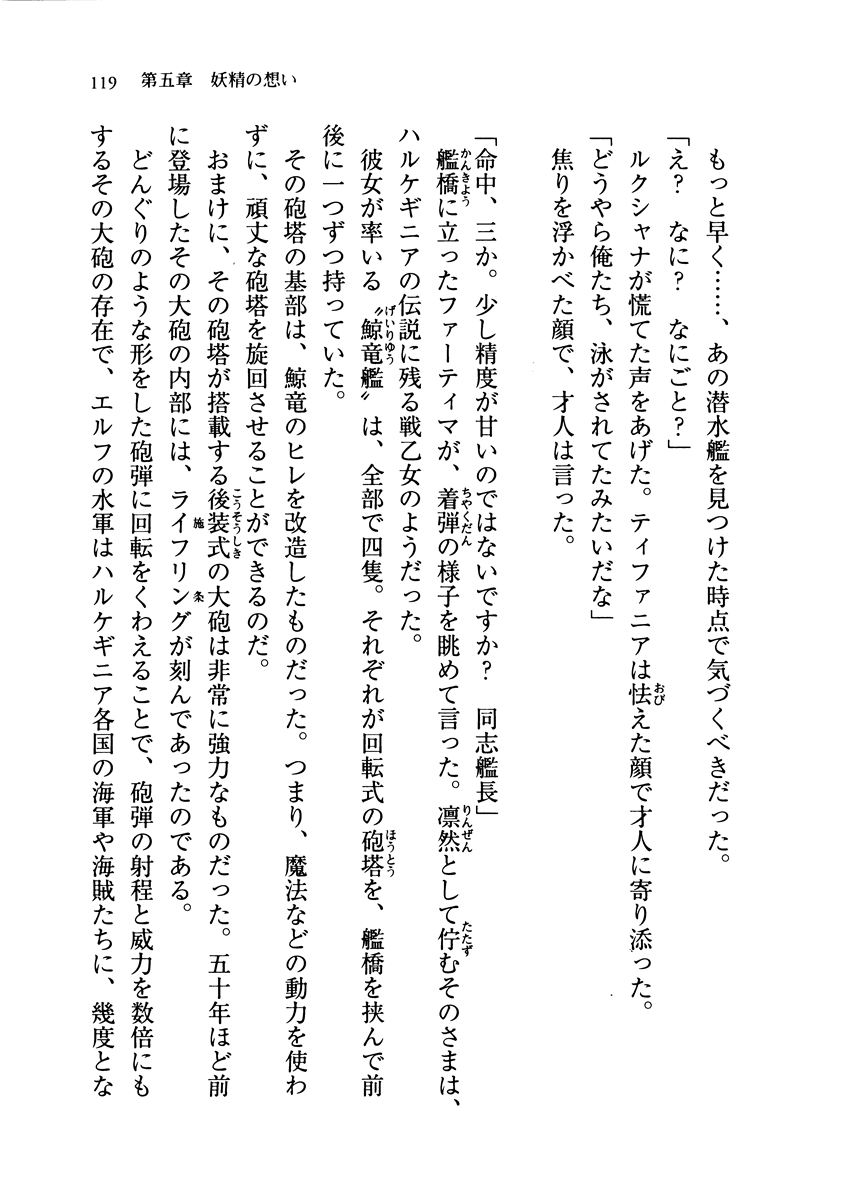 119　第五章　妖精の想い
　もっと早く……、あの潜水艦を見つけた時点で気づくべきだった。
「え？　なに？　なにごと？」
　ルクシャナが慌てた声をあげた。ティファニアは怯えた顔で才人に寄り添った。
「どうやら俺たち、泳がされてたみたいだな」
　焦りを浮かべた顔で、才人は言った。
「命中、三か。少し精度が甘いのではないですか？　同志艦長」
　艦橋に立ったファーティマが、着弾の様子を眺めて言った。凛然として佇むそのさまは、
ハルケギニアの伝説に残る戦乙女のようだった。
　彼女が率いる〝鯨竜艦〟は、全部で四隻。それぞれが回転式の砲塔を、艦橋を挟んで前
後に一つずつ持っていた。
　その砲塔の基部は、鯨竜のヒレを改造したものだった。つまり、魔法などの動力を使わ
ずに、頑丈な砲塔を旋回させることができるのだ。
　おまけに、その砲塔が搭載する後装式の大砲は非常に強力なものだった。五十年ほど前
に登場したその大砲の内部には、ライフリングが刻んであったのである。
　どんぐりのような形をした砲弾に回転をくわえることで、砲弾の射程と威力を数倍にも
するその大砲の存在で、エルフの水軍はハルケギニア各国の海軍や海賊たちに、幾度とな